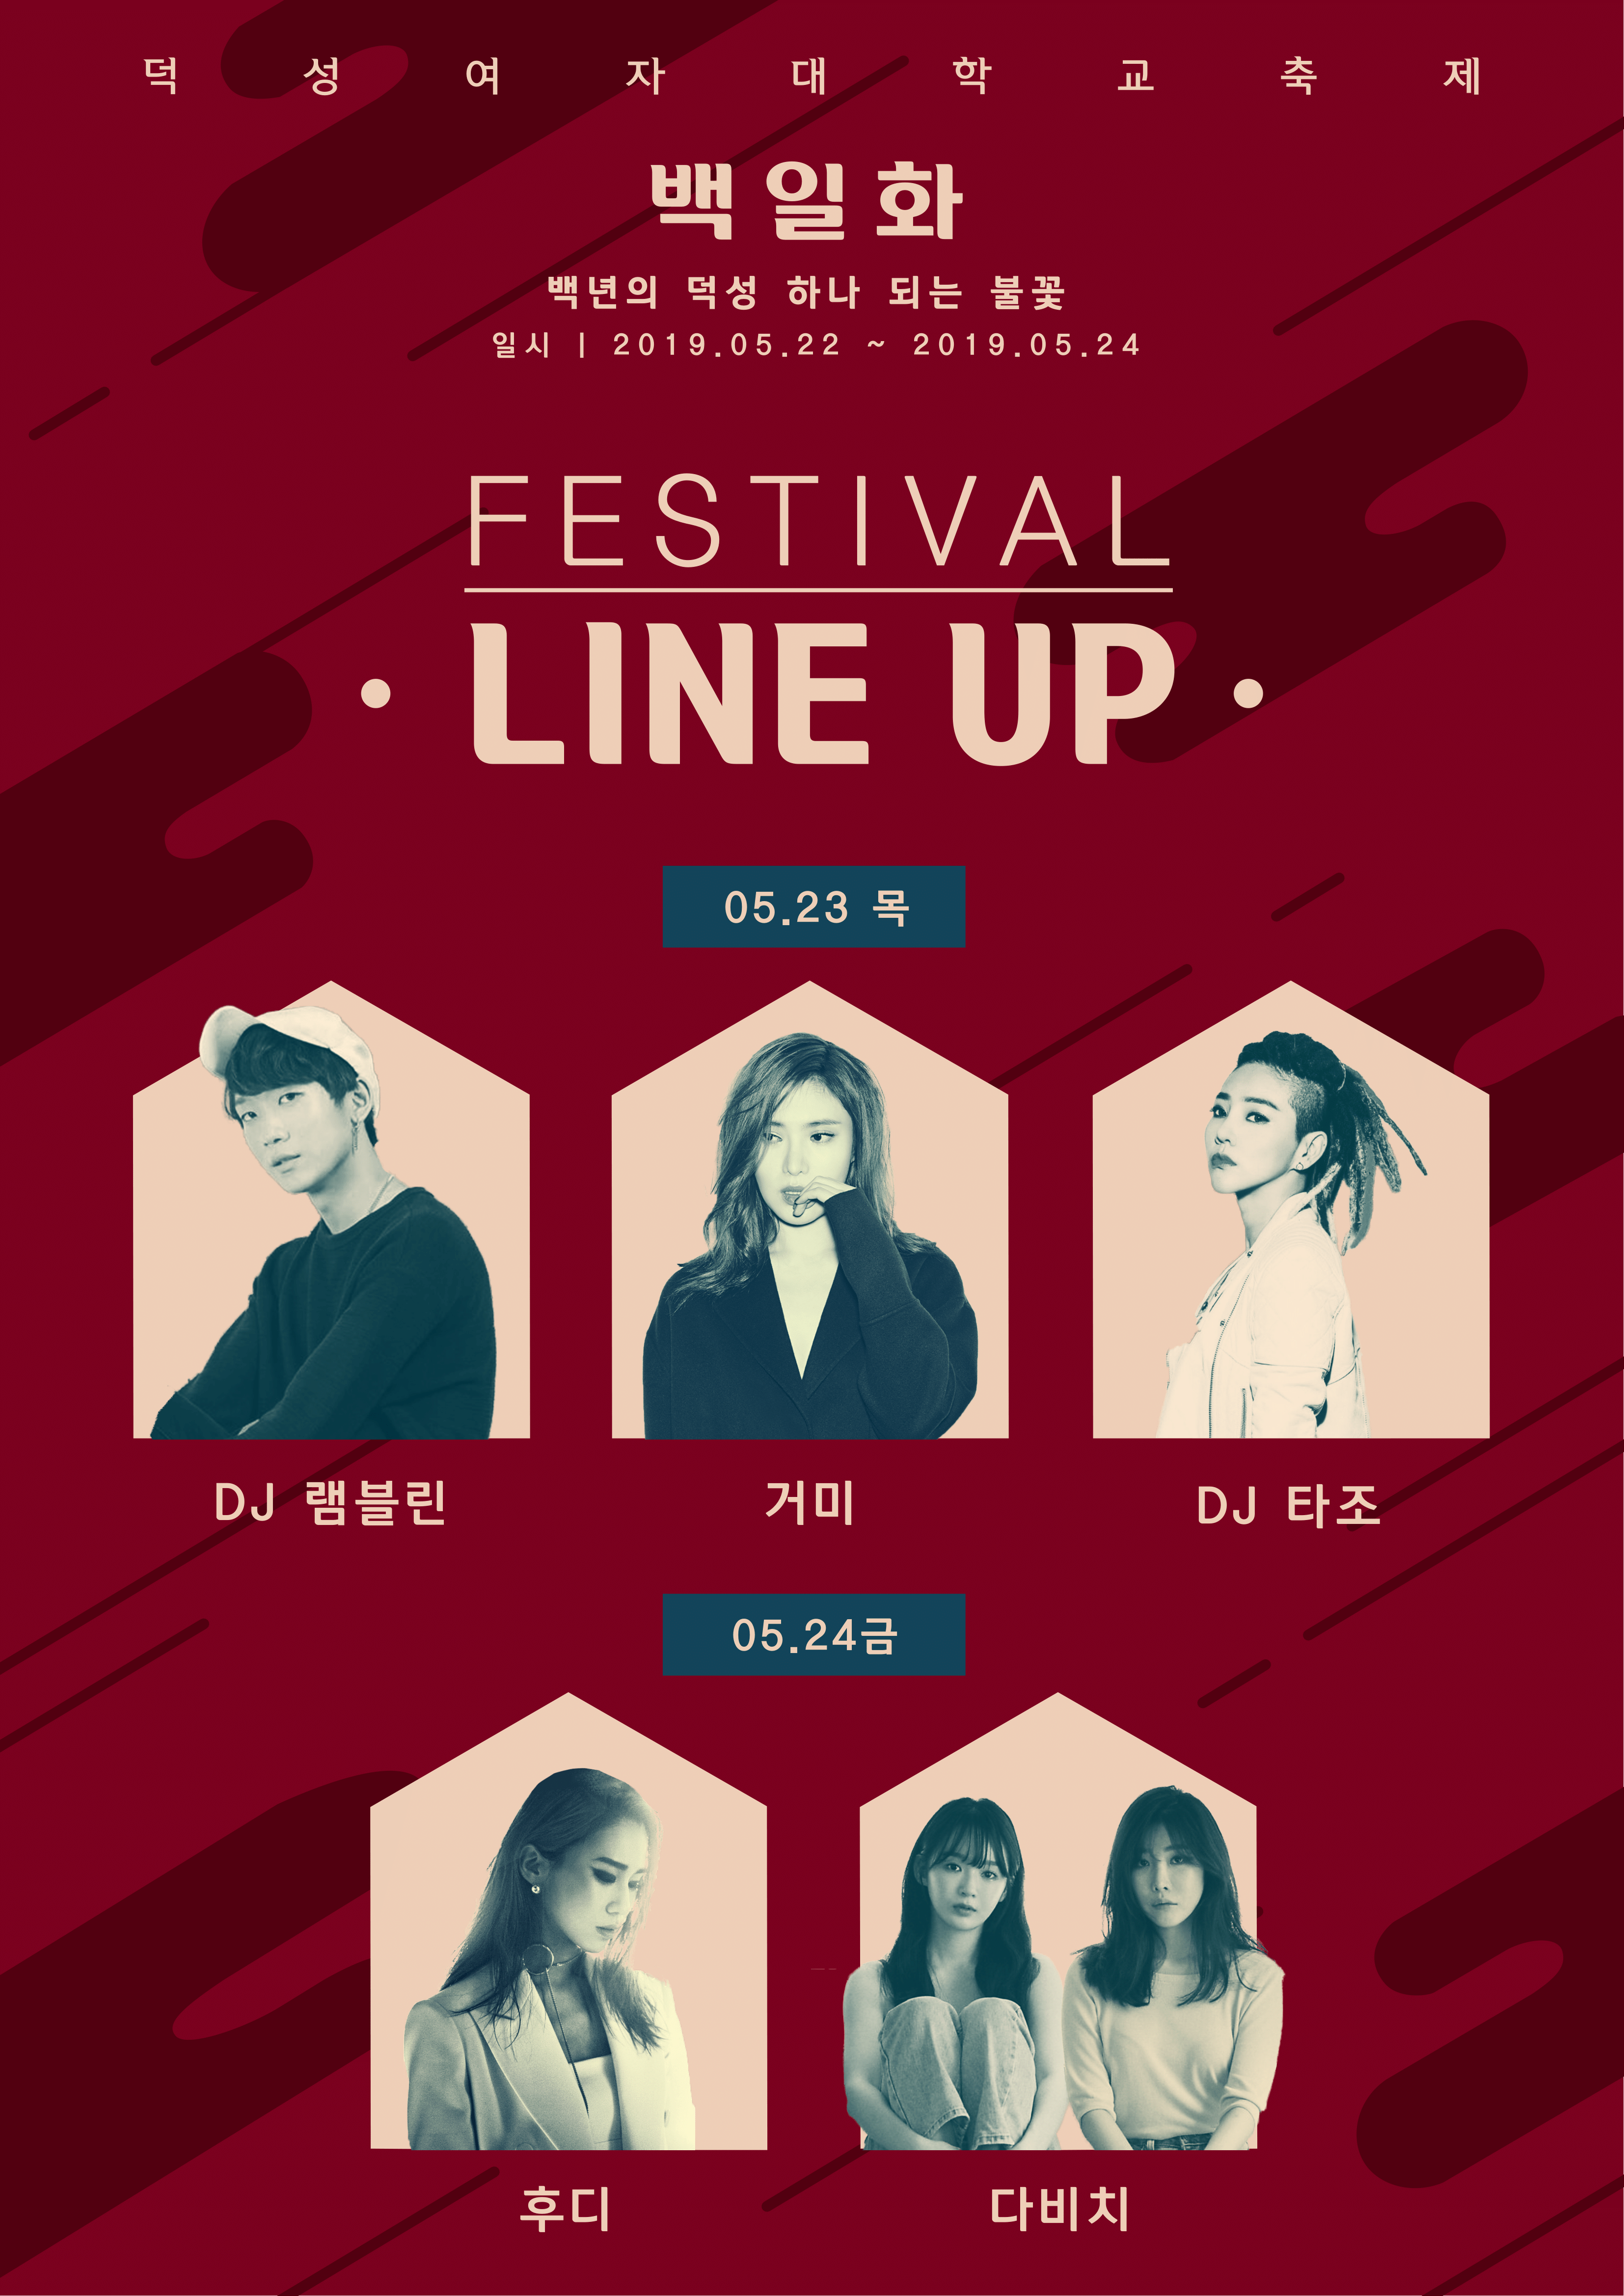 덕성여자대학교축제
백일화
백년의 덕성 하나 되는 불꽃
일시 | 2019.05.22 ~ 2019.05.24
FESTIVAL
• LINE UP •
05.23 목
DJ 램블린 거미 DJ 타조
05.24금
후디 다비치